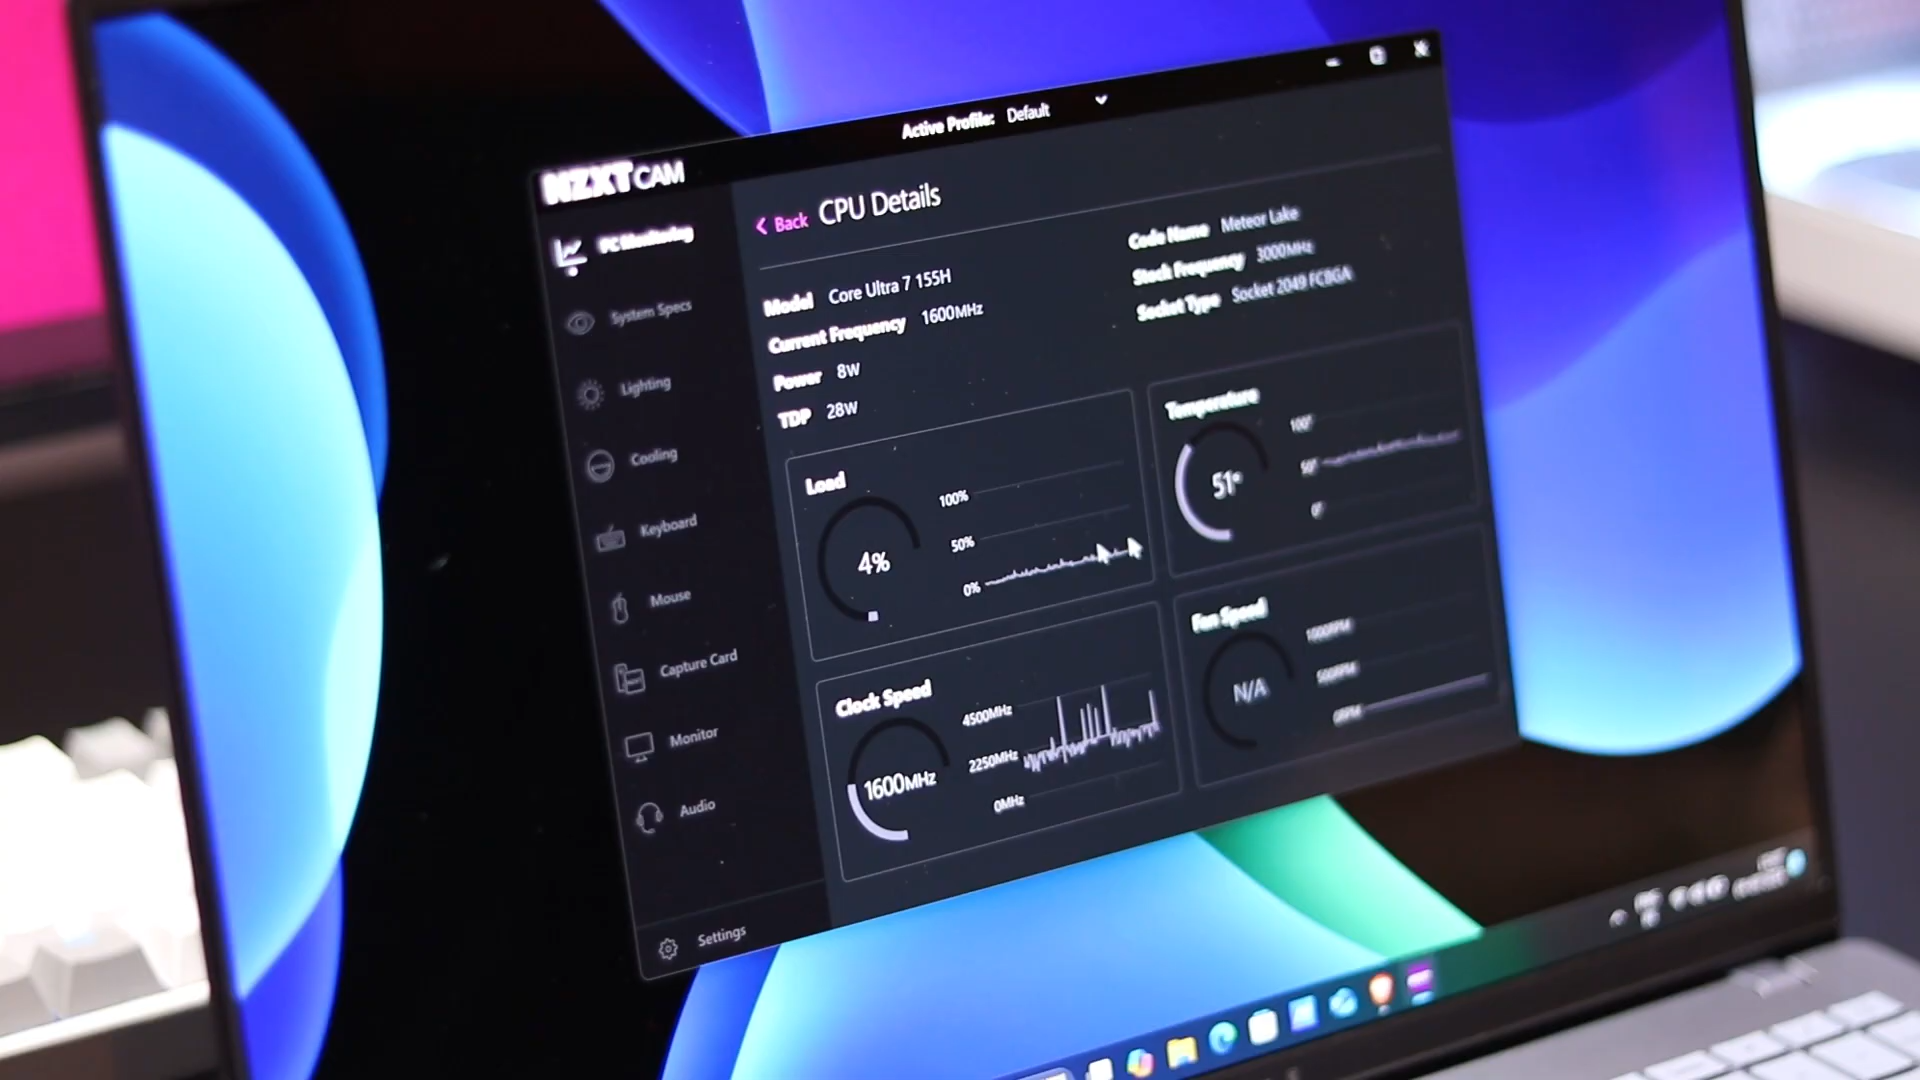 Active Profile: Default
NZXT CAM
PC Monitoring
System Specs
Lighting
Cooling
Keyboard
Mouse
Capture Card
Monitor
Audio
Settings
Back CPU Details
Model Core Ultra 7 155H
Current Frequency 1600MHz
Power 8W
TDP 28W
Code Name Meteor Lake
Stock Frequency 3000MHz
Socket Type Socket 2049 FCBGA
Load
4%
100%
50%
0%
Temperature
51°
100°
50°
0°
Clock Speed
1600MHz
4500MHz
2250MHz
0MHz
Fan Speed
N/A
1000RPM
500RPM
0RPM